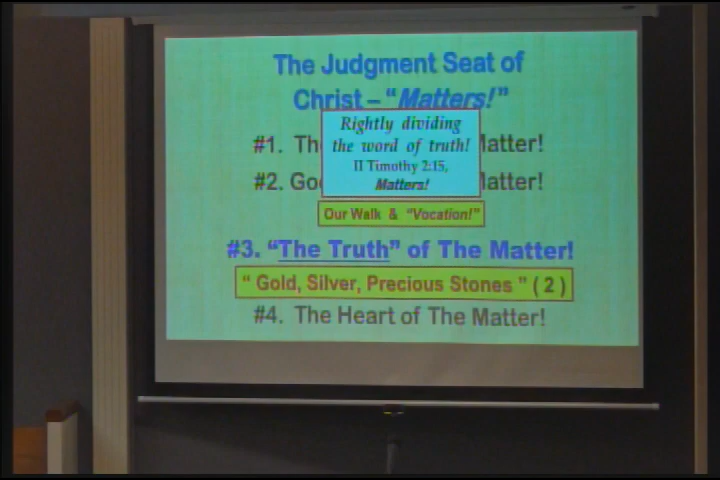 The Judgment Seat of
Christ – “Matters!”
Rightly dividing
#1. Th
the word of truth!
Matter!
II Timothy 2:15,
#2. Go
Matters!
Matter!
Our Walk & “Vocation!”
#3. “The Truth” of The Matter!
“ Gold, Silver, Precious Stones ” ( 2 )
#4. The Heart of The Matter!